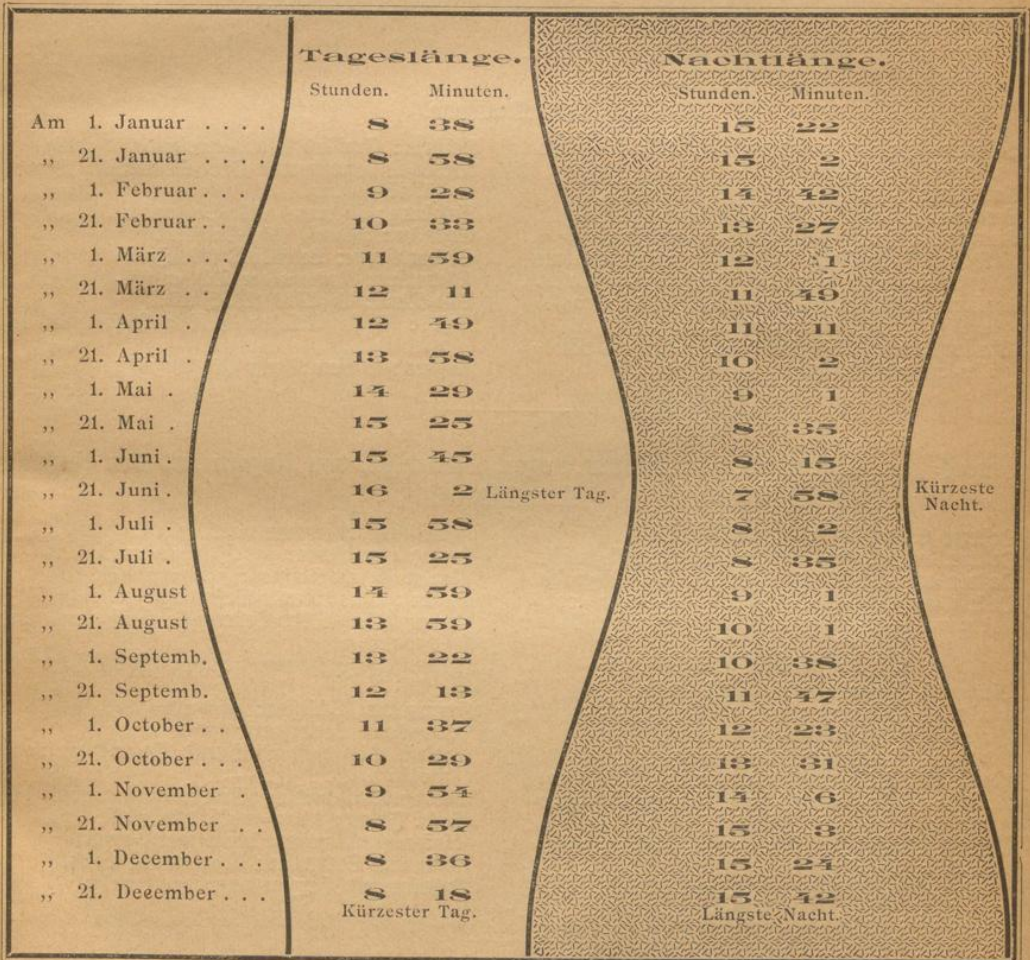 Tageslänge. Nachtlänge.
Stunden. Minuten. Stunden. Minuten.
Am 1. Januar . . . . 8 38 15 22
,, 21. Januar . . . . 8 58 15 2
,, 1. Februar . . . 9 28 14 42
,, 21. Februar . . 10 33 13 27
,, 1. März . . . 11 59 12 1
,, 21. März . . 12 11 11 49
,, 1. April . 12 49 11 11
,, 21. April . 13 58 10 2
,, 1. Mai . 14 29 9 1
,, 21. Mai . 15 25 8 35
,, 1. Juni . 15 45 8 15
,, 21. Juni . 16 2 Längster Tag. 7 58 Kürzeste
Nacht.
,, 1. Juli . 15 58 8 2
,, 21. Juli . 15 25 8 35
,, 1. August 14 59 9 1
,, 21. August 13 59 10 1
,, 1. Septemb. 13 22 10 38
,, 21. Septemb. 12 13 11 47
,, 1. October . . 11 37 12 23
,, 21. October . . . 10 29 13 31
,, 1. November . 9 54 14 6
,, 21. November . . 8 57 15 3
,, 1. December . . . 8 36 15 24
,, 21. December . . . 8 18 15 42
Kürzester Tag. Längste Nacht.